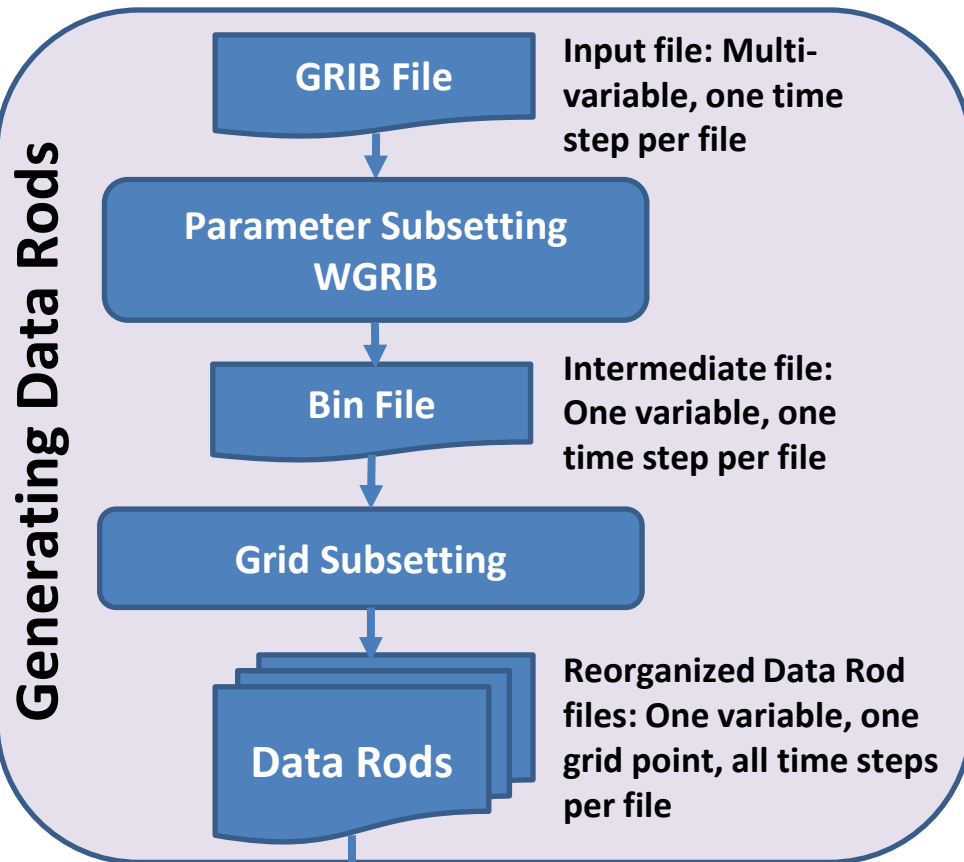 Generating Data Rods
GRIB File
Input file: Multi-
variable, one time
step per file
Parameter Subsetting
WGRIB
Bin File
Intermediate file:
One variable, one
time step per file
Grid Subsetting
Data Rods
Reorganized Data Rod
files: One variable, one
grid point, all time steps
per file